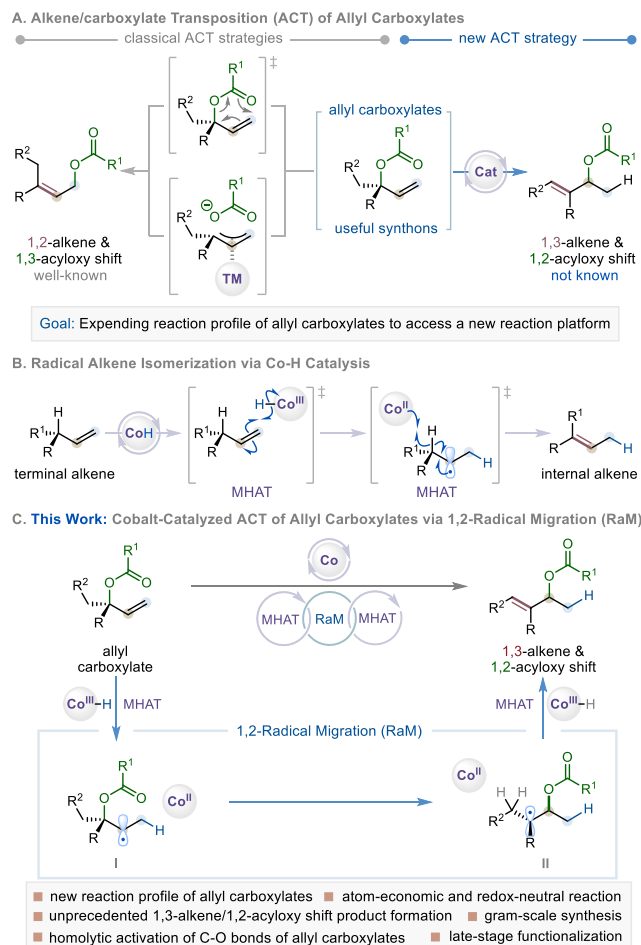 A. Alkene/carboxylate Transposition (ACT) of Allyl Carboxylates
classical ACT strategies
new ACT strategy
‡
R¹
O
O
R²
R
O
O
R¹
R²
R
1,2-alkene &
1,3-acyloxy shift
well-known
R¹
⊖
O
O
R²
R
TM
allyl carboxylates
R¹
O
O
R²
R
useful synthons
Cat
O
O
R¹
R²
R
H
1,3-alkene &
1,2-acyloxy shift
not known
Goal: Expending reaction profile of allyl carboxylates to access a new reaction platform
B. Radical Alkene Isomerization via Co-H Catalysis
H
R¹
R
terminal alkene
CoH
H–Coᴵᴵᴵ
H
R¹
R
MHAT
‡
Coᴵᴵ
H
R¹
R
H
MHAT
‡
R¹
R
H
internal alkene
C. This Work: Cobalt-Catalyzed ACT of Allyl Carboxylates via 1,2-Radical Migration (RaM)
R¹
O
O
R²
R
allyl
carboxylate
Co
MHAT RaM MHAT
O
O
R¹
R²
R
H
1,3-alkene &
1,2-acyloxy shift
Coᴵᴵᴵ–H MHAT
MHAT Coᴵᴵᴵ–H
1,2-Radical Migration (RaM)
R¹
O
O
R²
R
H
I
Coᴵᴵ
Coᴵᴵ
H H
O
O
R¹
R²
R
H
II
new reaction profile of allyl carboxylates atom-economic and redox-neutral reaction
unprecedented 1,3-alkene/1,2-acyloxy shift product formation gram-scale synthesis
homolytic activation of C-O bonds of allyl carboxylates late-stage functionalization